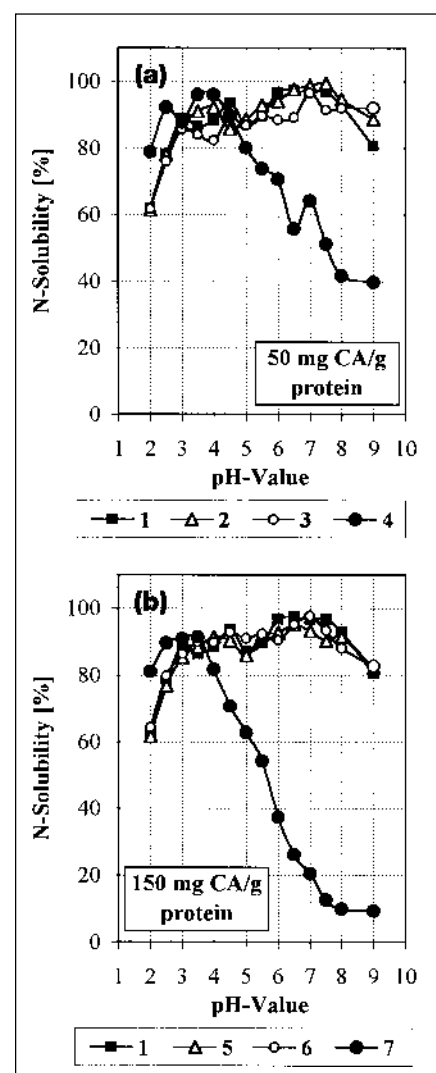 (a)
N-Solubility [%]
100
80
60
40
20
0
50 mg CA/g
protein
1 2 3 4 5 6 7 8 9 10
pH-Value
1 2 3 4
(b)
N-Solubility [%]
100
80
60
40
20
0
150 mg CA/g
protein
1 2 3 4 5 6 7 8 9 10
pH-Value
1 5 6 7